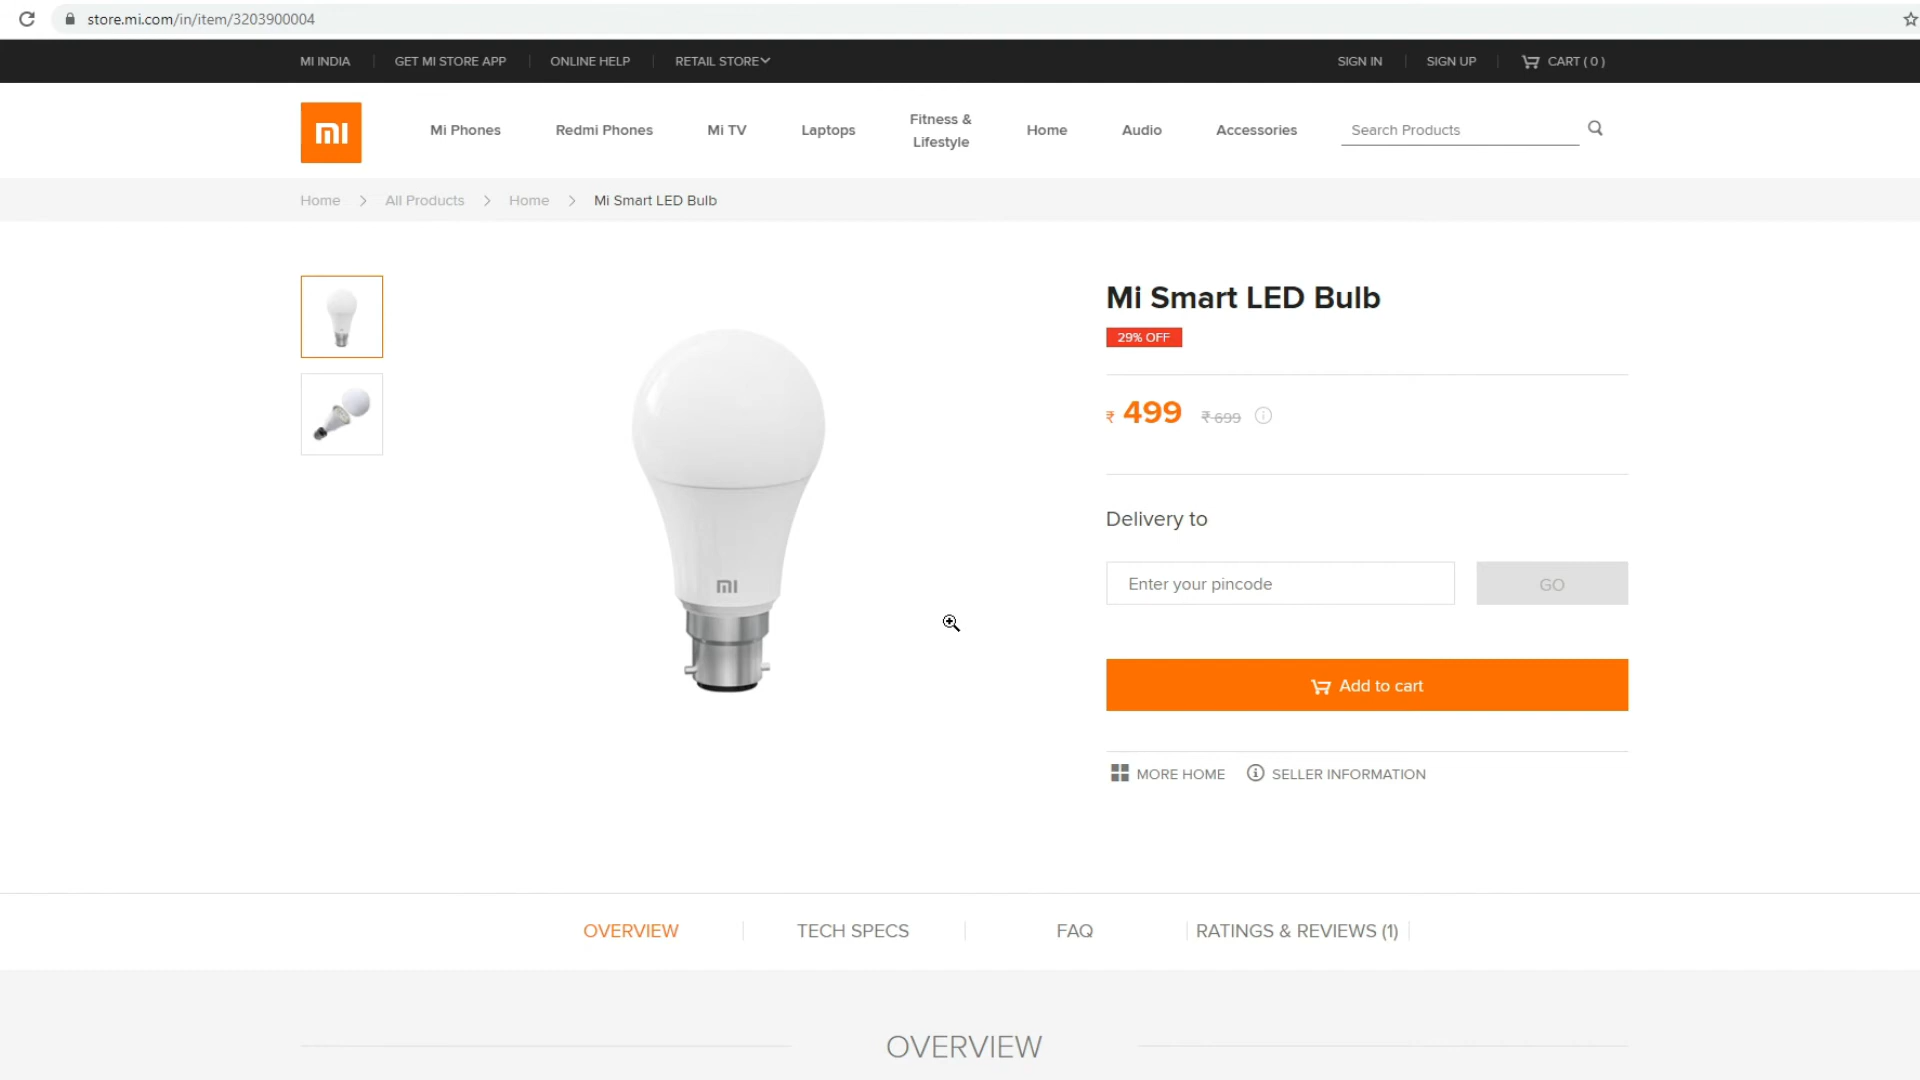 store.mi.com/in/item/3203900004
MI INDIA GET MI STORE APP ONLINE HELP RETAIL STORE SIGN IN SIGN UP CART ( 0 )
mi Mi Phones Redmi Phones Mi TV Laptops Fitness & Lifestyle Home Audio Accessories Search Products
Home All Products Home Mi Smart LED Bulb
Mi Smart LED Bulb
29% OFF
₹ 499 ₹ 699
Delivery to
Enter your pincode GO
mi
Add to cart
MORE HOME SELLER INFORMATION
OVERVIEW TECH SPECS FAQ RATINGS & REVIEWS (1)
OVERVIEW